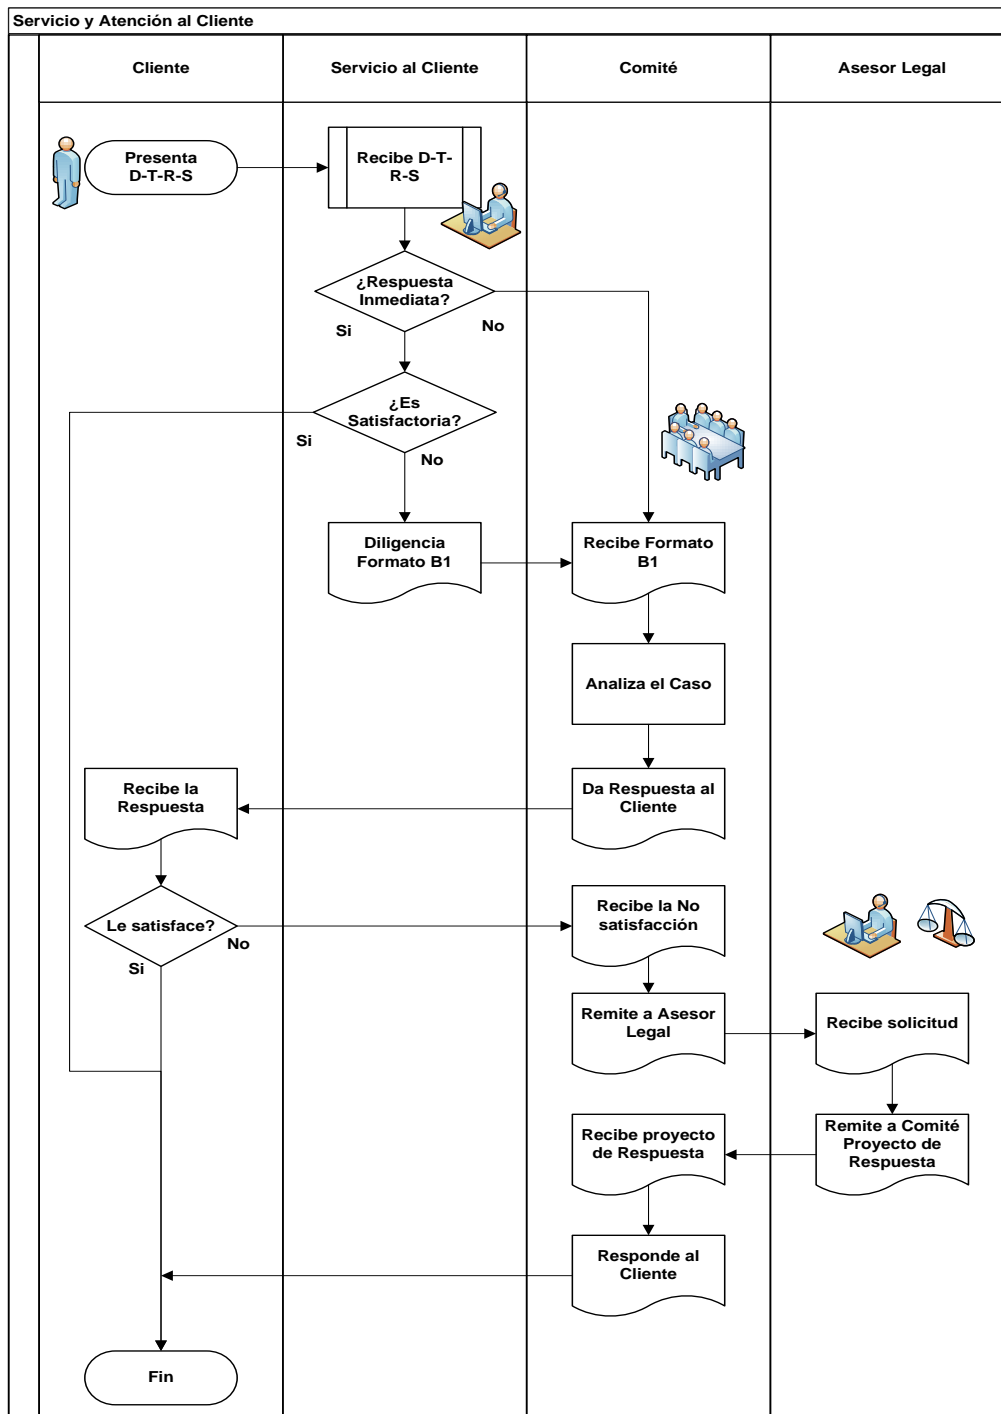 Servicio y Atención al Cliente
Cliente
Servicio al Cliente
Comité
Asesor Legal
Presenta
D-T-R-S
Recibe D-T-
R-S
¿Respuesta
Inmediata?
Si
No
¿Es
Satisfactoria?
Si
No
Diligencia
Formato B1
Recibe Formato
B1
Analiza el Caso
Da Respuesta al
Cliente
Recibe la
Respuesta
Le satisface?
No
Si
Recibe la No
satisfacción
Remite a Asesor
Legal
Recibe solicitud
Remite a Comité
Proyecto de
Respuesta
Recibe proyecto
de Respuesta
Responde al
Cliente
Fin